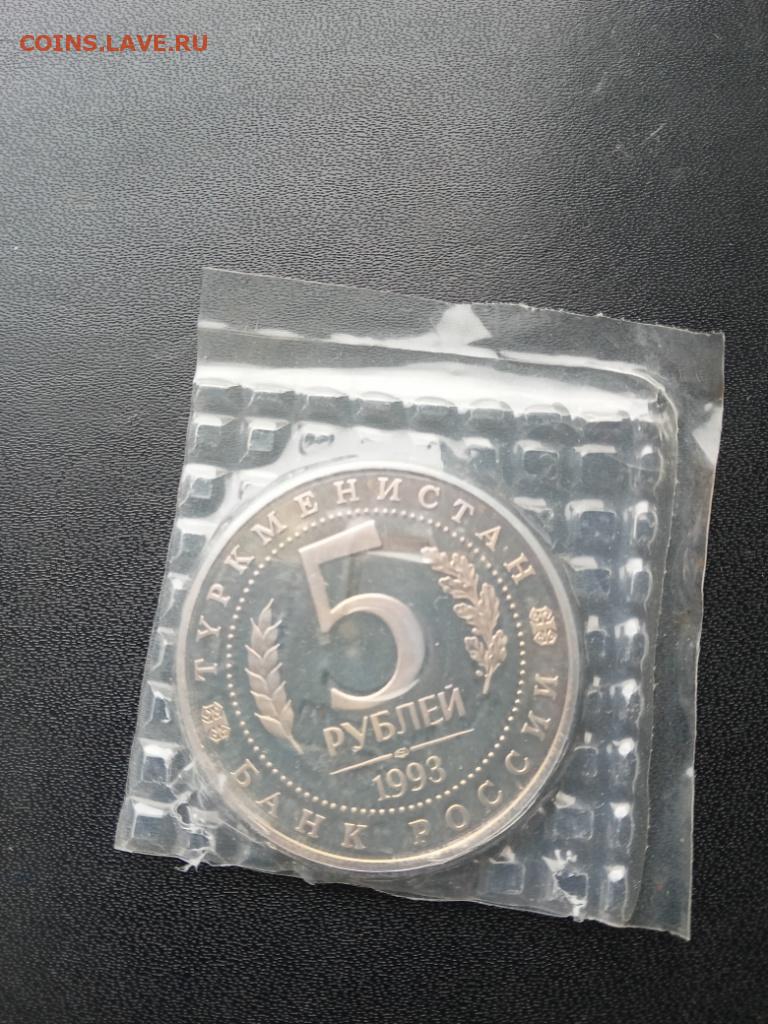 COINS.LAVE.RU
ТУРКМЕНИСТАН
5
РУБЛЕЙ
1993
БАНК РОССИИ